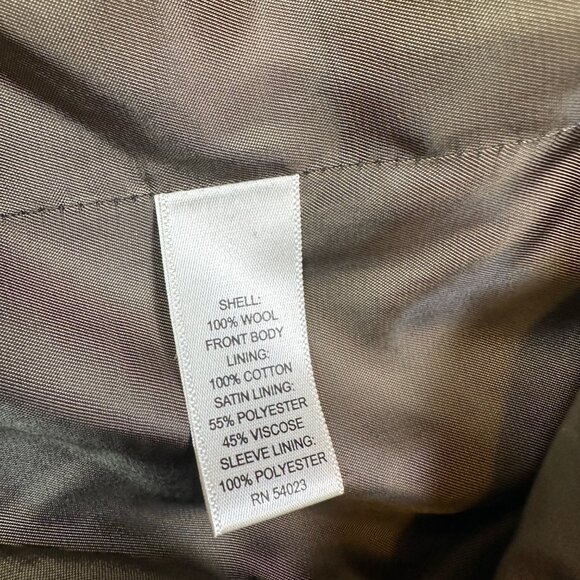 SHELL:
100% WOOL
FRONT BODY
LINING:
100% COTTON
SATIN LINING:
55% POLYESTER
45% VISCOSE
SLEEVE LINING:
100% POLYESTER
RN 54023